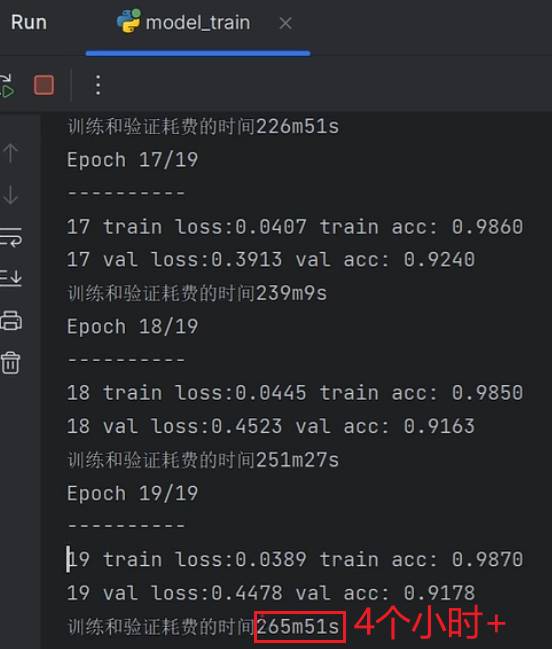 Run
model_train
训练和验证耗费的时间226m51s
Epoch 17/19
----------
17 train loss:0.0407 train acc: 0.9860
17 val loss:0.3913 val acc: 0.9240
训练和验证耗费的时间239m9s
Epoch 18/19
----------
18 train loss:0.0445 train acc: 0.9850
18 val loss:0.4523 val acc: 0.9163
训练和验证耗费的时间251m27s
Epoch 19/19
----------
19 train loss:0.0389 train acc: 0.9870
19 val loss:0.4478 val acc: 0.9178
训练和验证耗费的时间265m51s 4个小时+